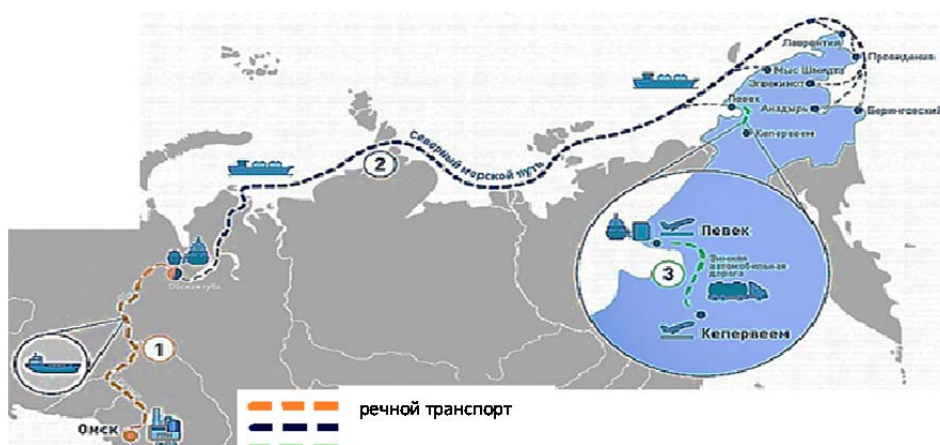 Лаврентия
Провидения
Мыс Шмидта
Эгвекинот
Певек
Анадырь
Беринговский
Кепервеем
Северный морской путь
2
Обская губа
Певек
Зимняя
автомобильная
дорога
3
Кепервеем
1
Омск
речной транспорт